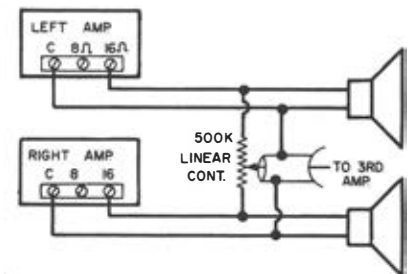 LEFT AMP
C 8Ω 16Ω
500K
LINEAR
CONT.
TO 3RD
AMP.
RIGHT AMP
C 8 16